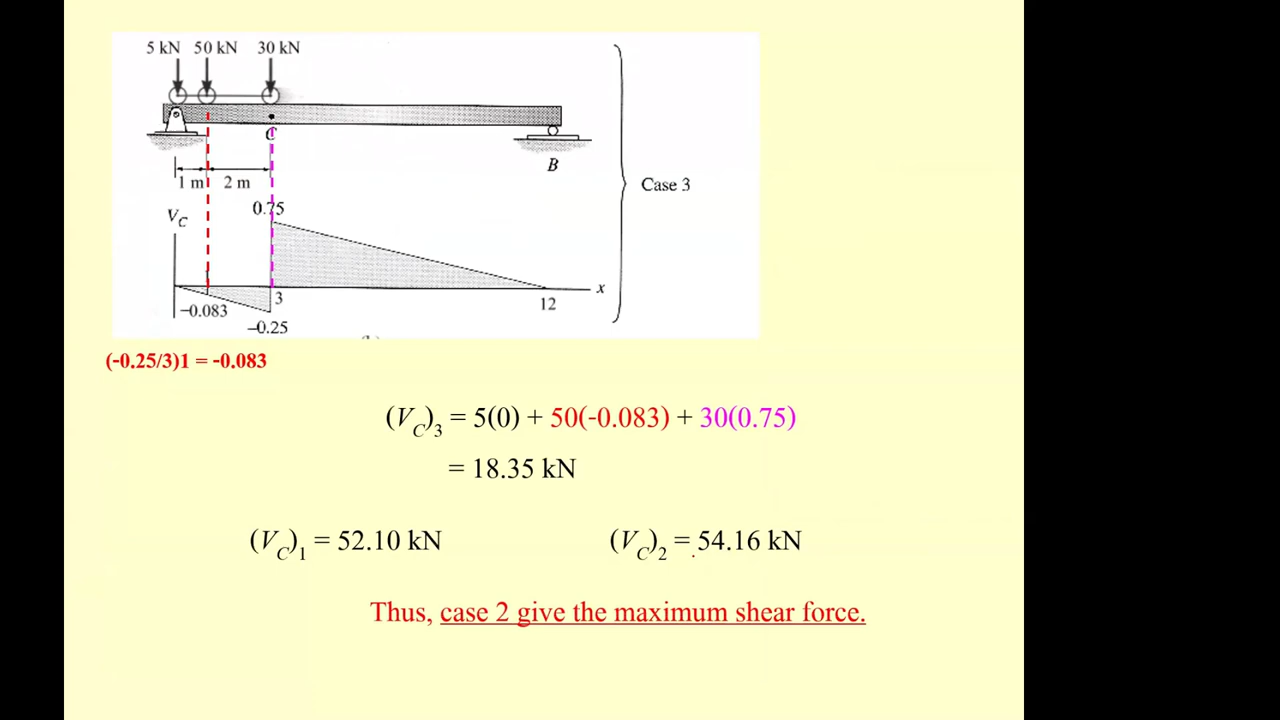 5 kN 50 kN 30 kN
C
B
1 m 2 m
Case 3
V_C
0.75
x
-0.083 3 12
-0.25
(-0.25/3)1 = -0.083
(V_C)_3 = 5(0) + 50(-0.083) + 30(0.75)
= 18.35 kN
(V_C)_1 = 52.10 kN (V_C)_2 = 54.16 kN
Thus, case 2 give the maximum shear force.